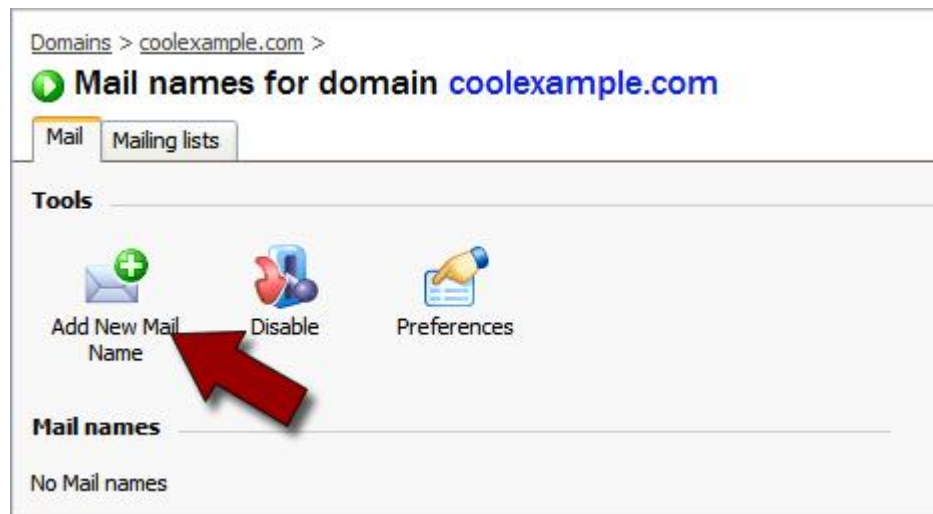 Domains > coolexample.com >
Mail names for domain coolexample.com
Mail Mailing lists
Tools
Add New Mail Disable Preferences
Name
Mail names
No Mail names